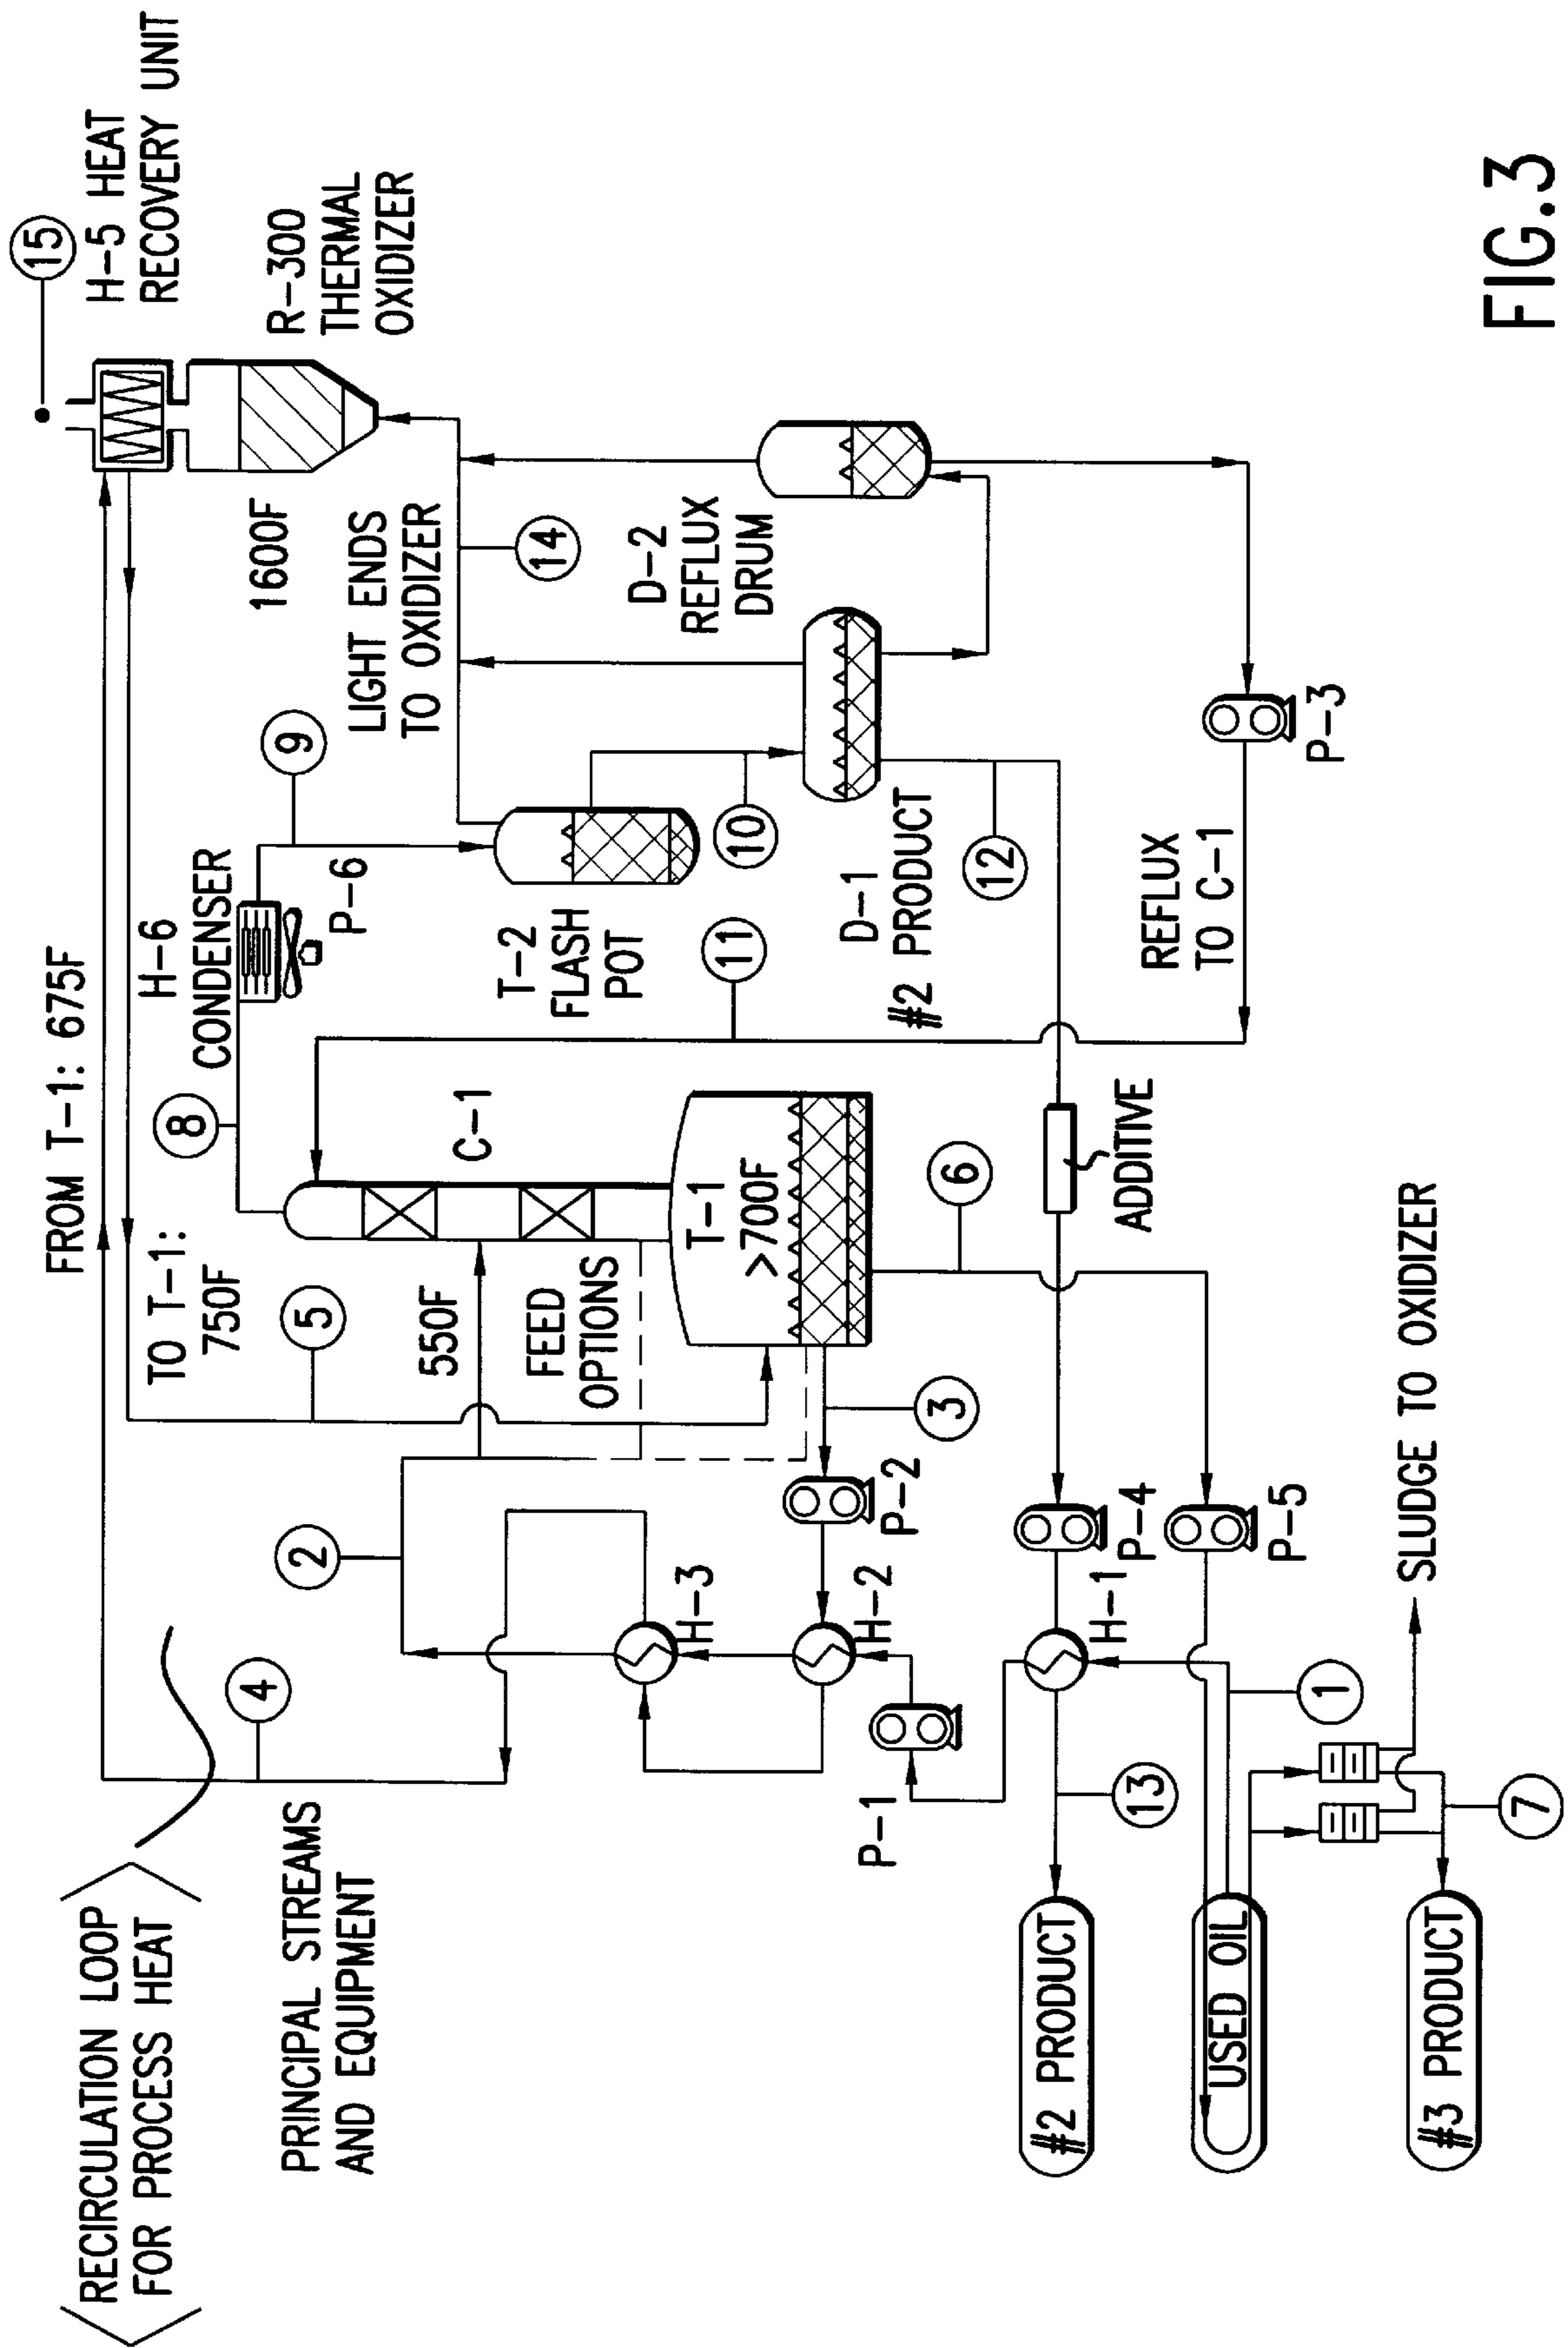 RECIRCULATION LOOP
FOR PROCESS HEAT
FROM T-1: 675F
TO T-1:
750F
15
H-5 HEAT
RECOVERY UNIT
R-300
THERMAL
OXIDIZER
1600F
PRINCIPAL STREAMS
AND EQUIPMENT
4
2
5
8
H-6
CONDENSER
P-6
9
LIGHT ENDS
TO OXIDIZER
14
550F
FEED
OPTIONS
C-1
T-1
>700F
T-2
FLASH
POT
11
10
D-2
REFLUX
DRUM
H-3
H-2
P-2
3
6
D-1
#2 PRODUCT
12
P-1
13
H-1
P-4
ADDITIVE
REFLUX
TO C-1
P-3
#2 PRODUCT
USED OIL
1
P-5
#3 PRODUCT
7
SLUDGE TO OXIDIZER
FIG.3